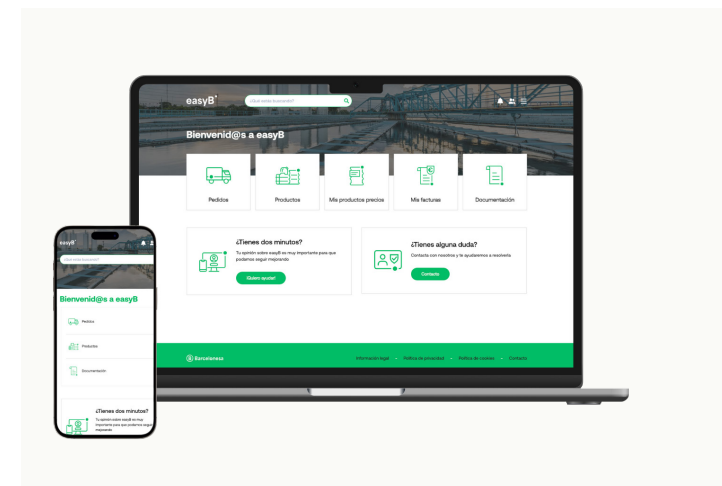 easyB
¿Qué estás buscando?
Bienvenid@s a easyB
Pedidos
Productos
Mis productos precios
Mis facturas
Documentación
¿Tienes dos minutos?
Tu opinión sobre easyB es muy importante para que
podamos seguir mejorando
¡Quiero ayudar!
¿Tienes alguna duda?
Contacta con nosotros y te ayudaremos a resolverla
Contacto
Barcelonesa
Información legal - Política de privacidad - Política de cookies - Contacto
easyB
¿Qué estás buscando?
Bienvenid@s a easyB
Pedidos
Productos
Documentación
¿Tienes dos minutos?
Tu opinión sobre easyB es muy
importante para que podamos seguir
mejorando